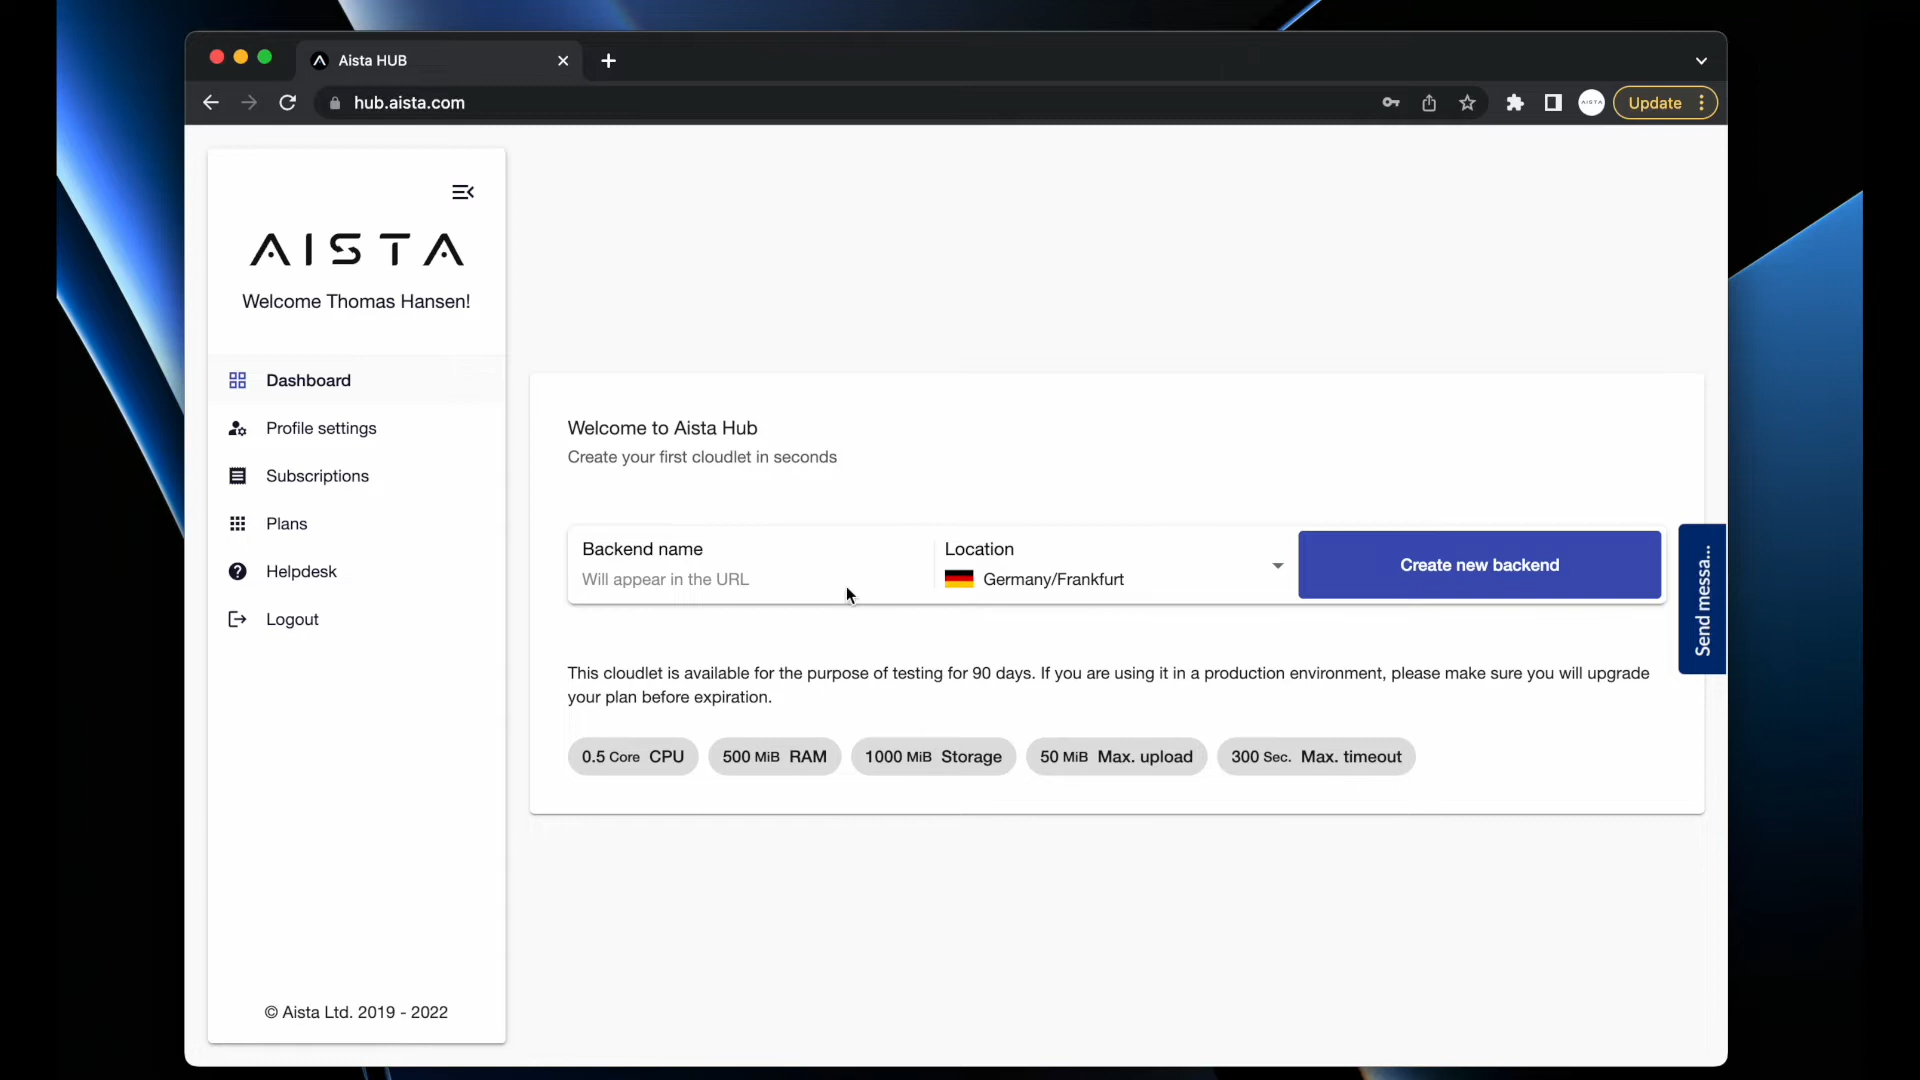 Aista HUB
hub.aista.com
AISTA
Update
AISTA
Welcome Thomas Hansen!
Dashboard
Profile settings
Subscriptions
Plans
Helpdesk
Logout
© Aista Ltd. 2019 - 2022
Welcome to Aista Hub
Create your first cloudlet in seconds
Backend name
Will appear in the URL
Location
Germany/Frankfurt
Create new backend
Send messa...
This cloudlet is available for the purpose of testing for 90 days. If you are using it in a production environment, please make sure you will upgrade
your plan before expiration.
0.5 Core CPU
500 MiB RAM
1000 MiB Storage
50 MiB Max. upload
300 Sec. Max. timeout